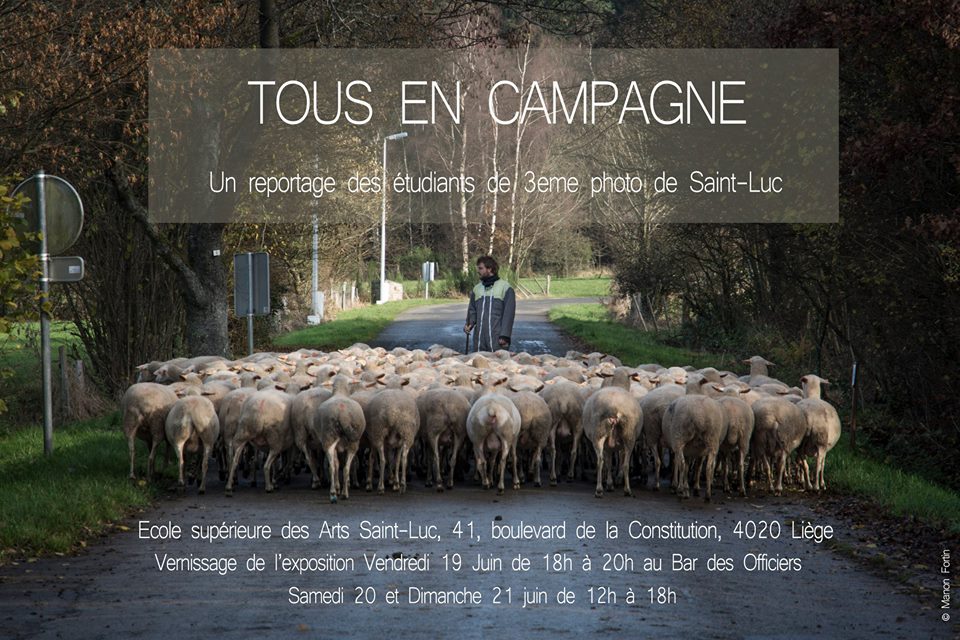 TOUS EN CAMPAGNE
Un reportage des étudiants de 3eme photo de Saint-Luc
Ecole supérieure des Arts Saint-Luc, 41, boulevard de la Constitution, 4020 Liège
Vernissage de l'exposition Vendredi 19 Juin de 18h à 20h au Bar des Officiers
Samedi 20 et Dimanche 21 juin de 12h à 18h
© Manon Fortin